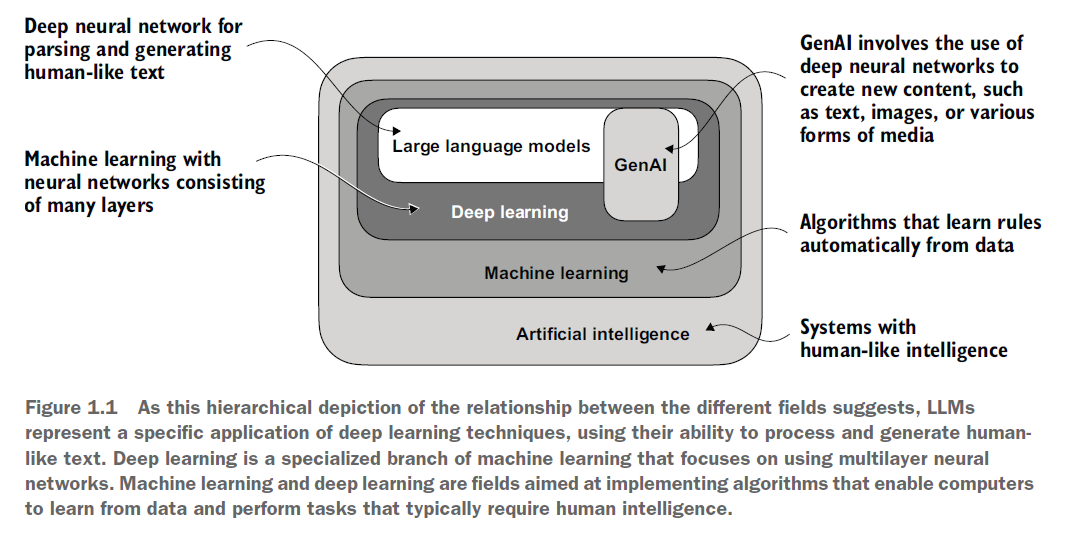 Deep neural network for
parsing and generating
human-like text
GenAI involves the use of
deep neural networks to
create new content, such
as text, images, or various
forms of media
Large language models
GenAI
Machine learning with
neural networks consisting
of many layers
Deep learning
Algorithms that learn rules
automatically from data
Machine learning
Artificial intelligence
Systems with
human-like intelligence
Figure 1.1 As this hierarchical depiction of the relationship between the different fields suggests, LLMs
represent a specific application of deep learning techniques, using their ability to process and generate human-
like text. Deep learning is a specialized branch of machine learning that focuses on using multilayer neural
networks. Machine learning and deep learning are fields aimed at implementing algorithms that enable computers
to learn from data and perform tasks that typically require human intelligence.